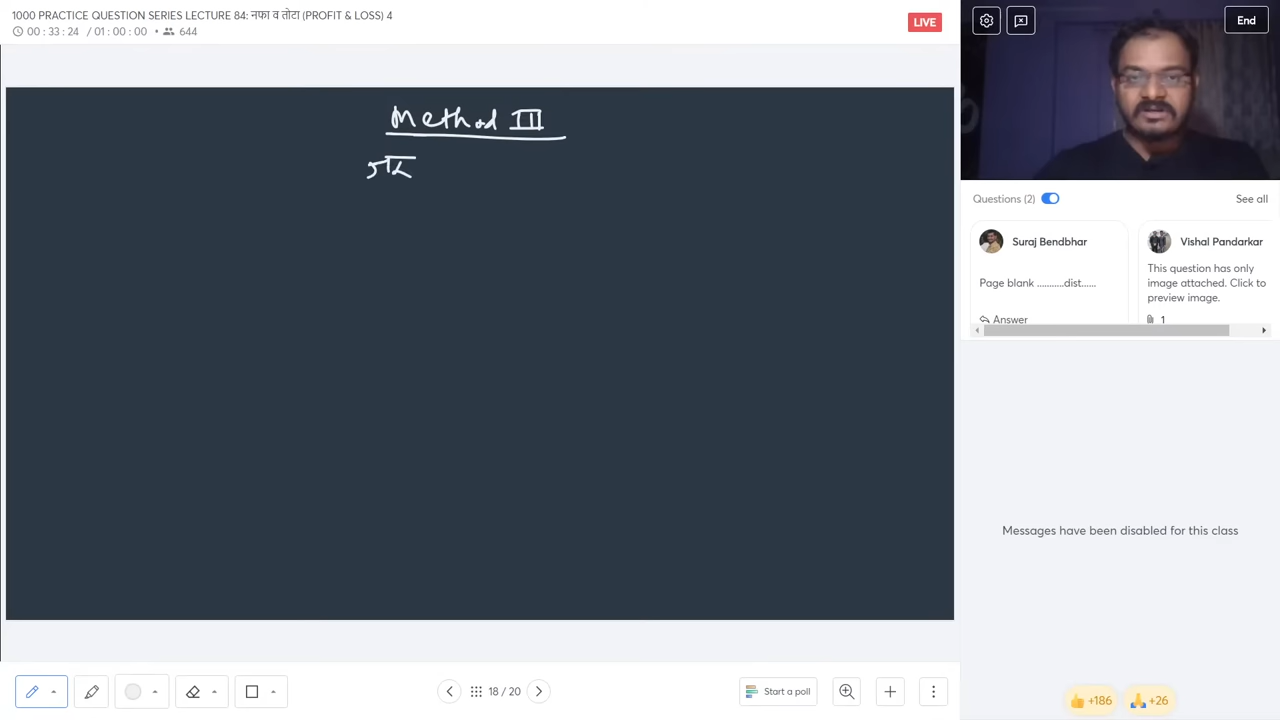 1000 PRACTICE QUESTION SERIES LECTURE 84: नफा व तोटा (PROFIT & LOSS) 4
00 : 33 : 24 / 01 : 00 : 00 • 644
LIVE
End
Method III
जर
Questions (2)
See all
Suraj Bendbhar
Page blank ...........dist......
Answer
Vishal Pandarkar
This question has only
image attached. Click to
preview image.
1
Messages have been disabled for this class
18 / 20
Start a poll
+186
+26